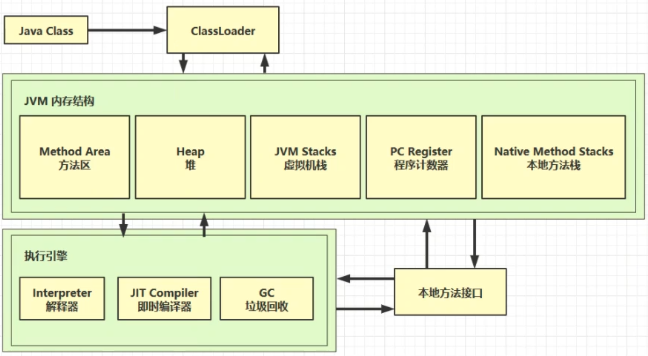 Java Class
ClassLoader
JVM 内存结构
Method Area
方法区
Heap
堆
JVM Stacks
虚拟机栈
PC Register
程序计数器
Native Method Stacks
本地方法栈
执行引擎
Interpreter
解释器
JIT Compiler
即时编译器
GC
垃圾回收
本地方法接口